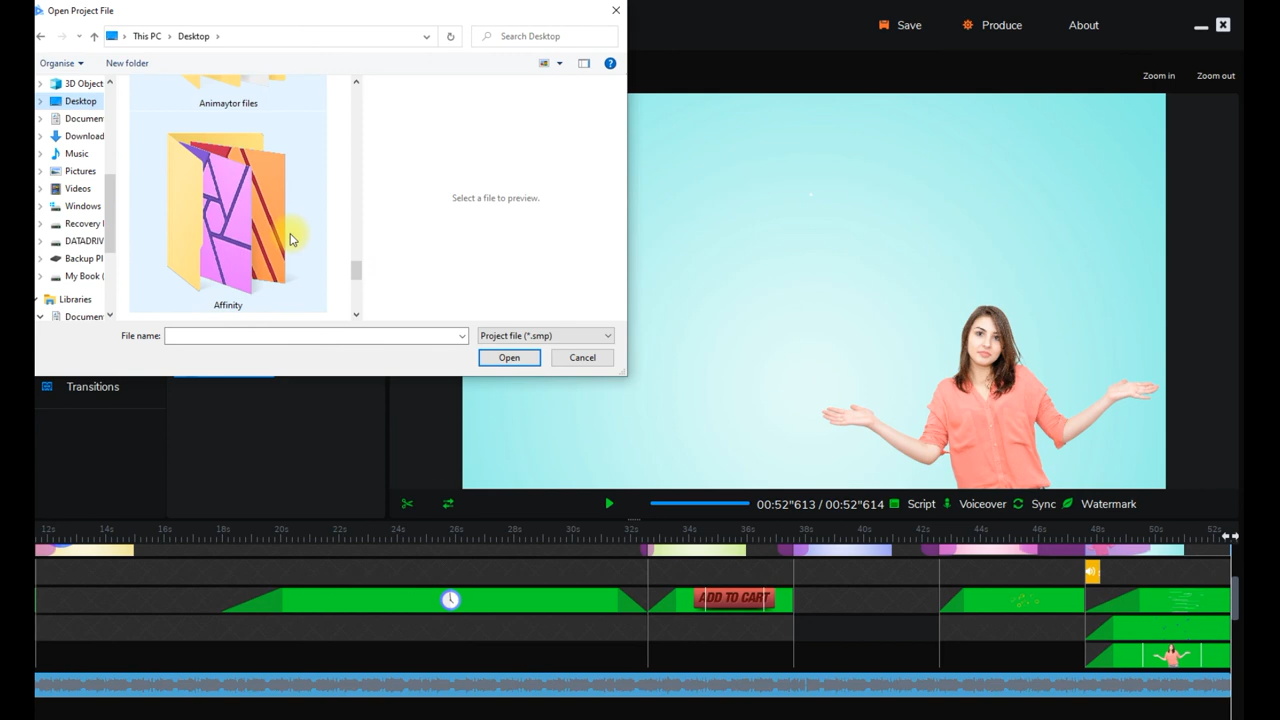 Open Project File
This PC > Desktop >
Search Desktop
Save
Produce
About
Organise
New folder
Zoom in
Zoom out
3D Object
Desktop
Documen
Download
Music
Pictures
Videos
Windows
Recovery
DATADRIV
Backup Pl
My Book (
Libraries
Documen
Animaytor files
Affinity
Select a file to preview.
File name:
Project file (*.smp)
Open
Cancel
Transitions
00:52"613 / 00:52"614
Script
Voiceover
Sync
Watermark
12s 14s 16s 18s 20s 22s 24s 26s 28s 30s 32s 34s 36s 38s 40s 42s 44s 46s 48s 50s 52s
ADD TO CART